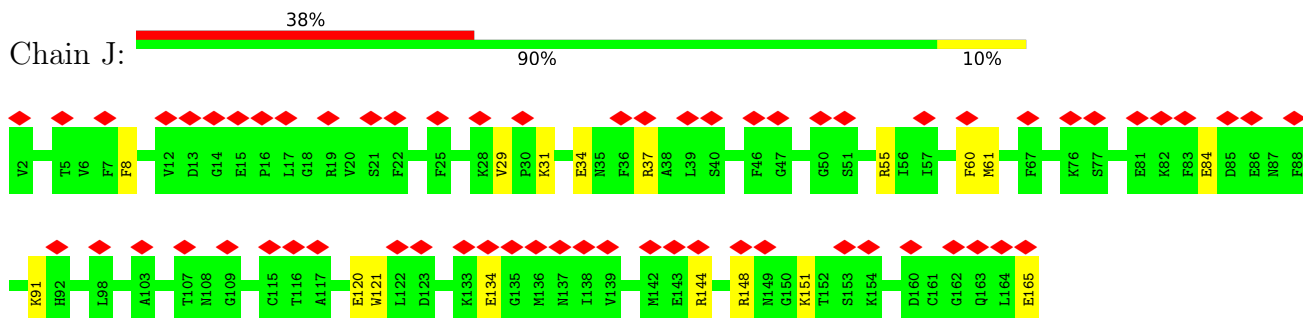 38%
Chain J:
90% 10%
V2 T5 V6 F7 F8 V12 D13 G14 E15 P16 L17 G18 R19 V20 S21 F22 F25 K28 V29 P30 K31 E34 N35 F36 R37 A38 L39 S40 F46 G47 G50 S51 R55 I56 I57 F60 M61 F67 K76 S77 E81 K82 F83 E84 D85 E86 N87 F88
K91 H92 L98 A103 T107 N108 G109 C115 T116 A117 E120 W121 L122 D123 K133 E134 G135 M136 N137 I138 V139 M142 E143 R144 R148 N149 G150 K151 T152 S153 K154 D160 C161 G162 Q163 L164 E165